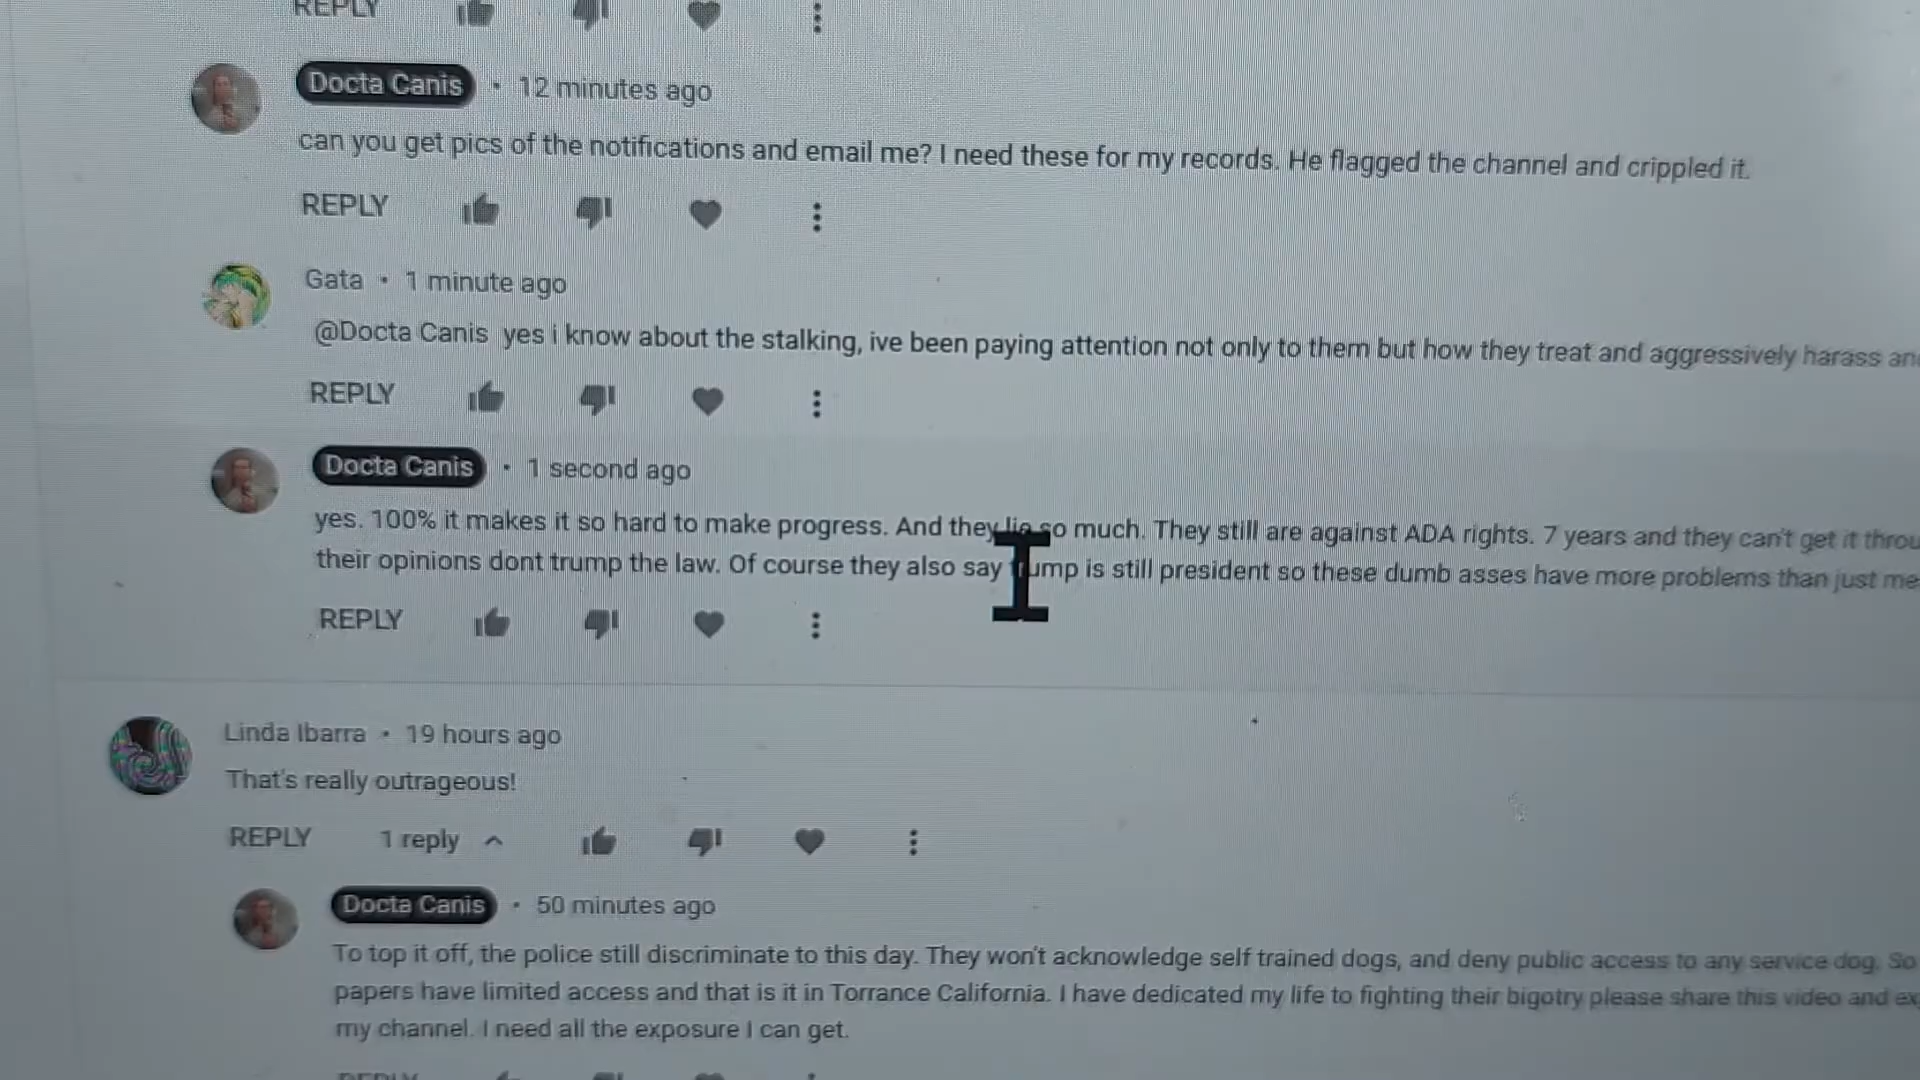 REPLY
Docta Canis • 12 minutes ago
can you get pics of the notifications and email me? I need these for my records. He flagged the channel and crippled it.
REPLY
Gata • 1 minute ago
@Docta Canis yes i know about the stalking, ive been paying attention not only to them but how they treat and aggressively harass
REPLY
Docta Canis • 1 second ago
yes. 100% it makes it so hard to make progress. And they lie so much. They still are against ADA rights. 7 years and they can't get it
their opinions dont trump the law. Of course they also say trump is still president so these dumb asses have more problems than just me
REPLY
Linda Ibarra • 19 hours ago
That's really outrageous!
REPLY 1 reply
Docta Canis • 50 minutes ago
To top it off, the police still discriminate to this day. They won't acknowledge self trained dogs, and deny public access to any service dog. So
papers have limited access and that is it in Torrance California. I have dedicated my life to fighting their bigotry please share this video and
my channel. I need all the exposure I can get.
REPLY